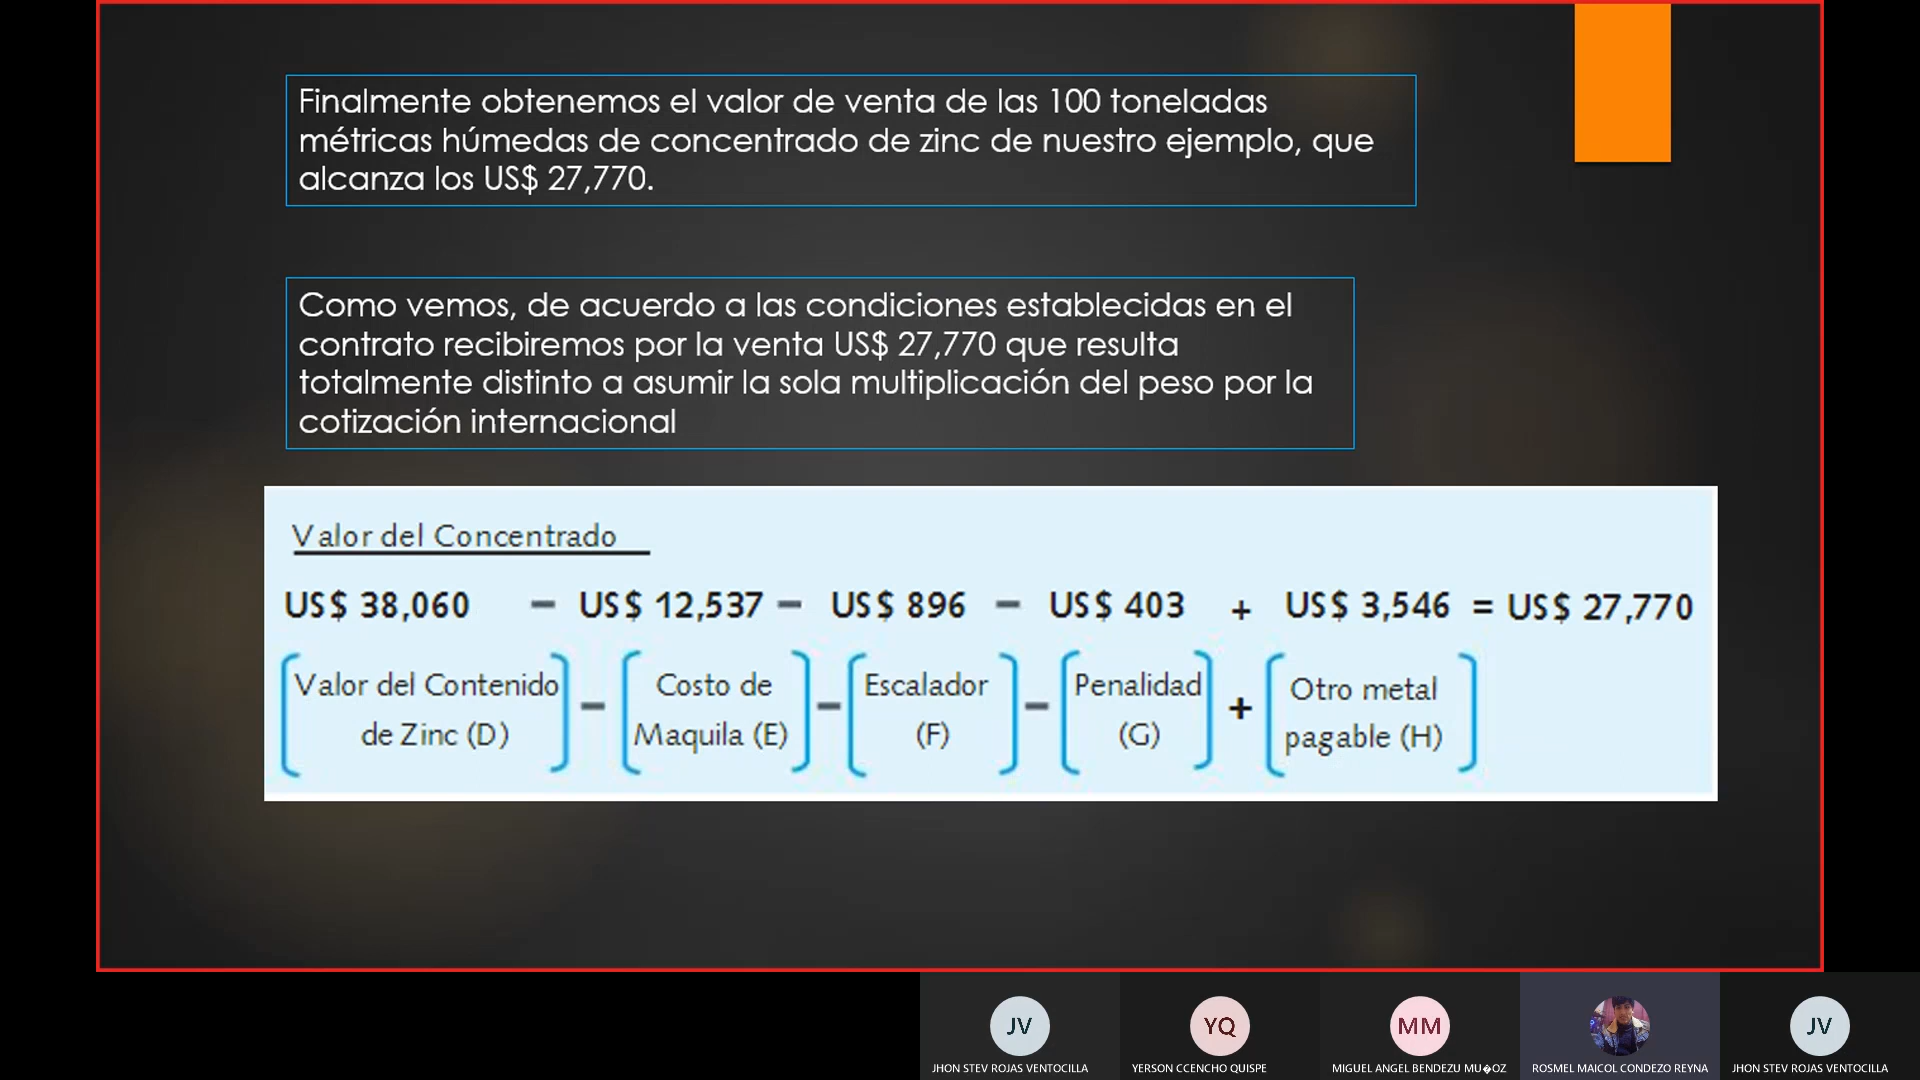 Finalmente obtenemos el valor de venta de las 100 toneladas
métricas húmedas de concentrado de zinc de nuestro ejemplo, que
alcanza los US$ 27,770.
Como vemos, de acuerdo a las condiciones establecidas en el
contrato recibiremos por la venta US$ 27,770 que resulta
totalmente distinto a asumir la sola multiplicación del peso por la
cotización internacional
Valor del Concentrado
US$ 38,060 – US$ 12,537 – US$ 896 – US$ 403 + US$ 3,546 = US$ 27,770
Valor del Contenido – Costo de – Escalador – Penalidad + Otro metal
de Zinc (D) Maquila (E) (F) (G) pagable (H)
JV YQ MM JV
JHON STEV ROJAS VENTOCILLA YERSON CCENCHO QUISPE MIGUEL ANGEL BENDEZU MU�OZ ROSMEL MAICOL CONDEZO REYNA JHON STEV ROJAS VENTOCILLA